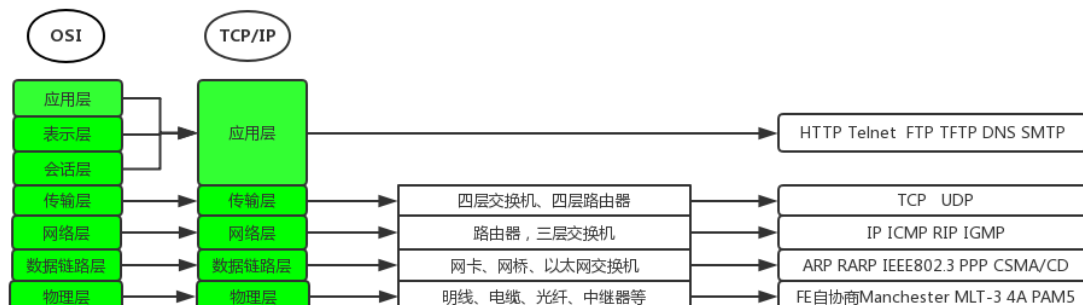 OSI
TCP/IP
应用层
表示层
会话层
应用层
HTTP Telnet FTP TFTP DNS SMTP
传输层
传输层
四层交换机、四层路由器
TCP UDP
网络层
网络层
路由器，三层交换机
IP ICMP RIP IGMP
数据链路层
数据链路层
网卡、网桥、以太网交换机
ARP RARP IEEE802.3 PPP CSMA/CD
物理层
物理层
明线、电缆、光纤、中继器等
FE自协商Manchester MLT-3 4A PAM5